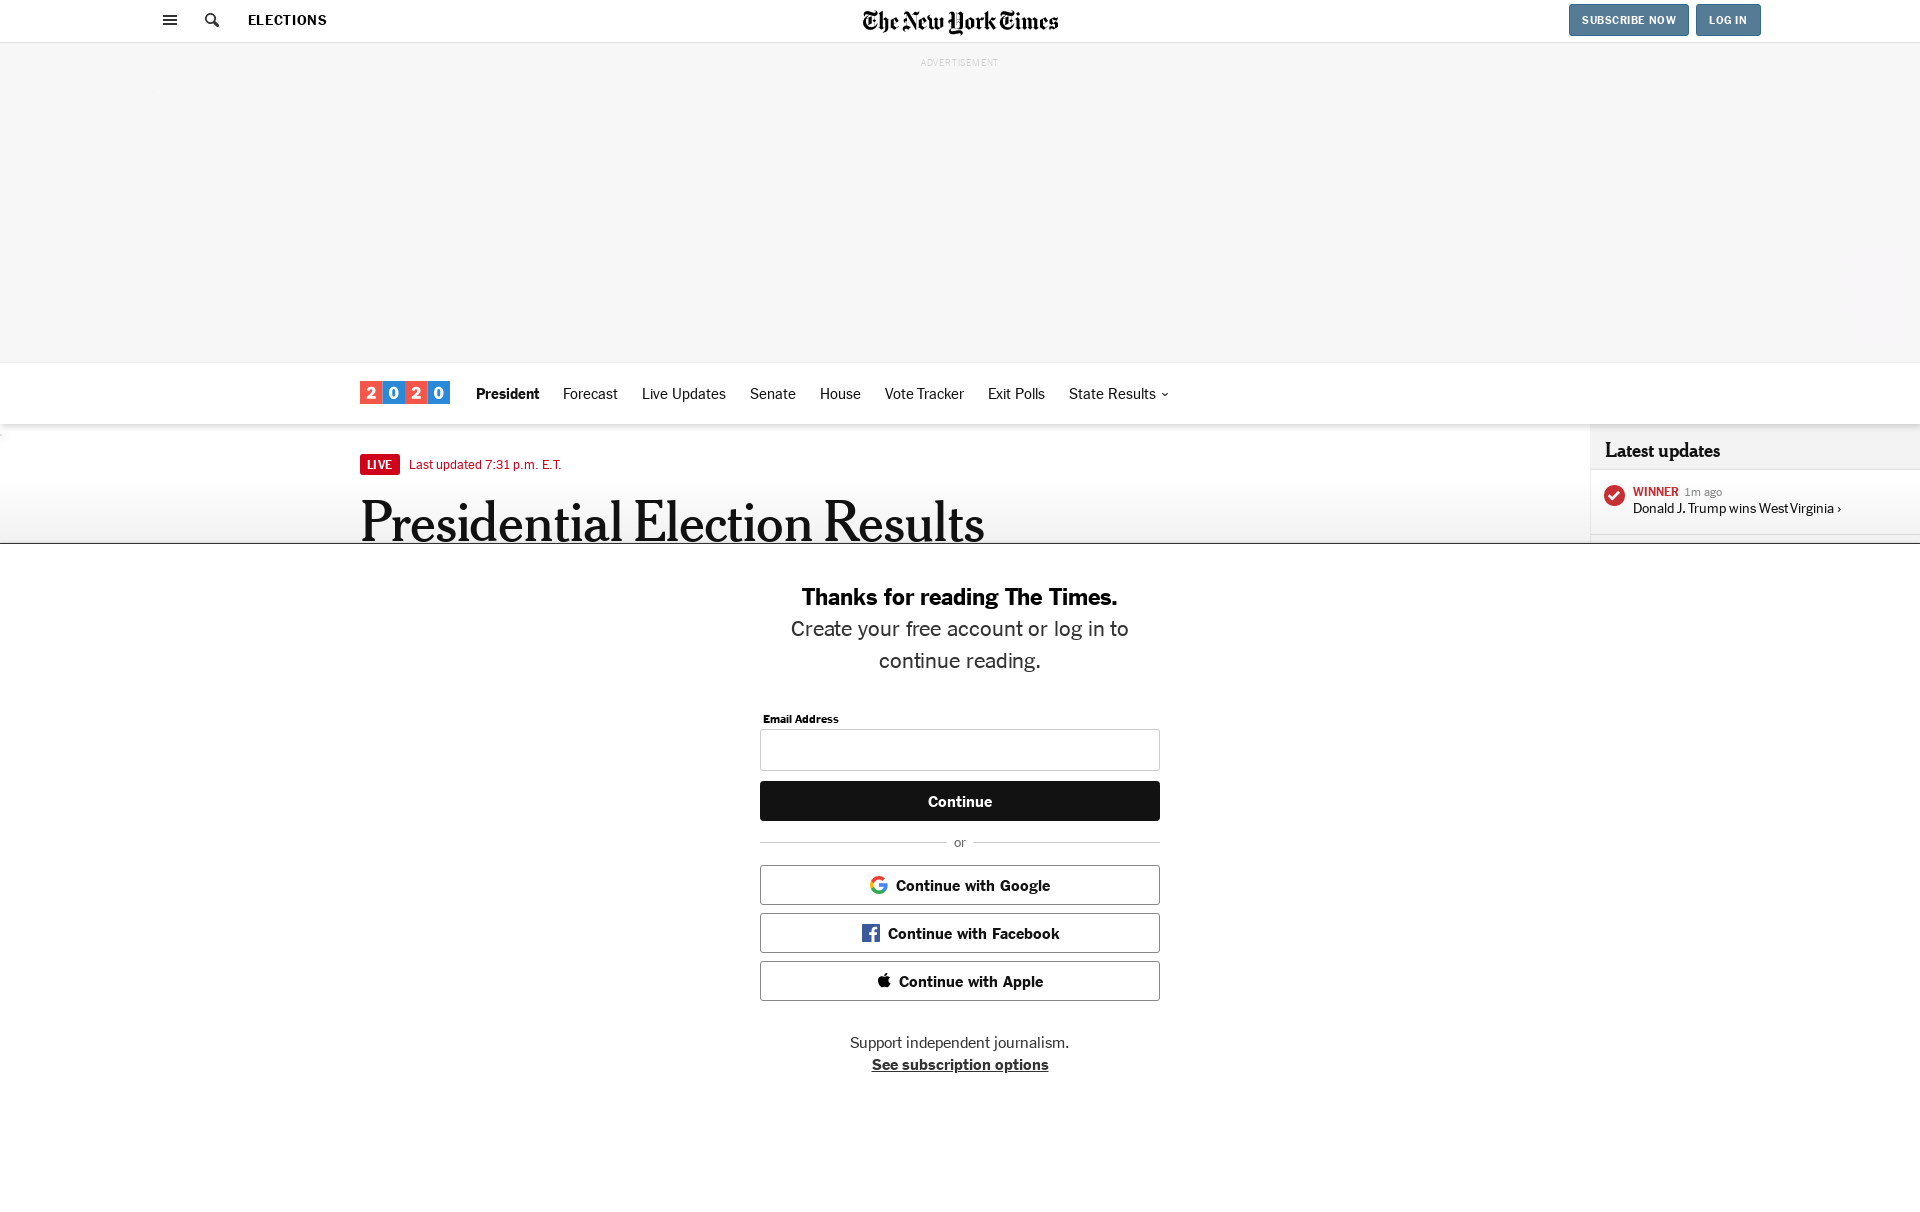 ELECTIONS
The New York Times
SUBSCRIBE NOW
LOG IN
ADVERTISEMENT
2020
President
Forecast
Live Updates
Senate
House
Vote Tracker
Exit Polls
State Results
LIVE
Last updated 7:31 p.m. E.T.
Presidential Election Results
Latest updates
WINNER 1m ago
Donald J. Trump wins West Virginia ›
Thanks for reading The Times.
Create your free account or log in to
continue reading.
Email Address
Continue
or
Continue with Google
Continue with Facebook
Continue with Apple
Support independent journalism.
See subscription options